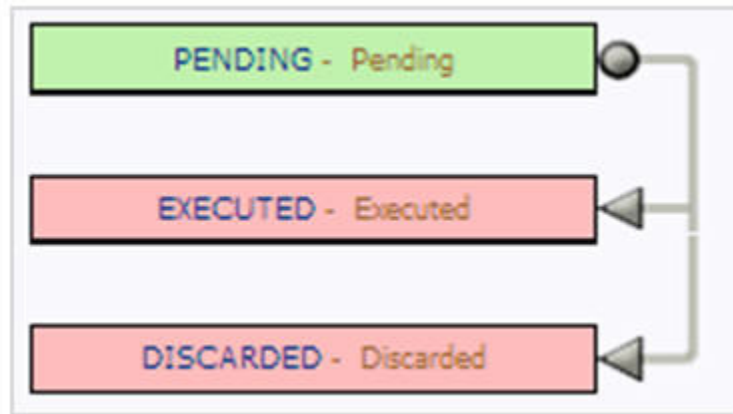 PENDING - Pending
EXECUTED - Executed
DISCARDED - Discarded